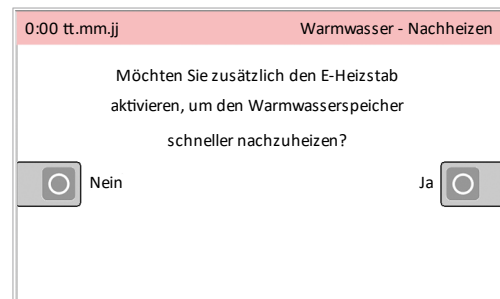 0:00 tt.mm.jj Warmwasser - Nachheizen
Möchten Sie zusätzlich den E-Heizstab
aktivieren, um den Warmwasserspeicher
schneller nachzuheizen?
Nein Ja